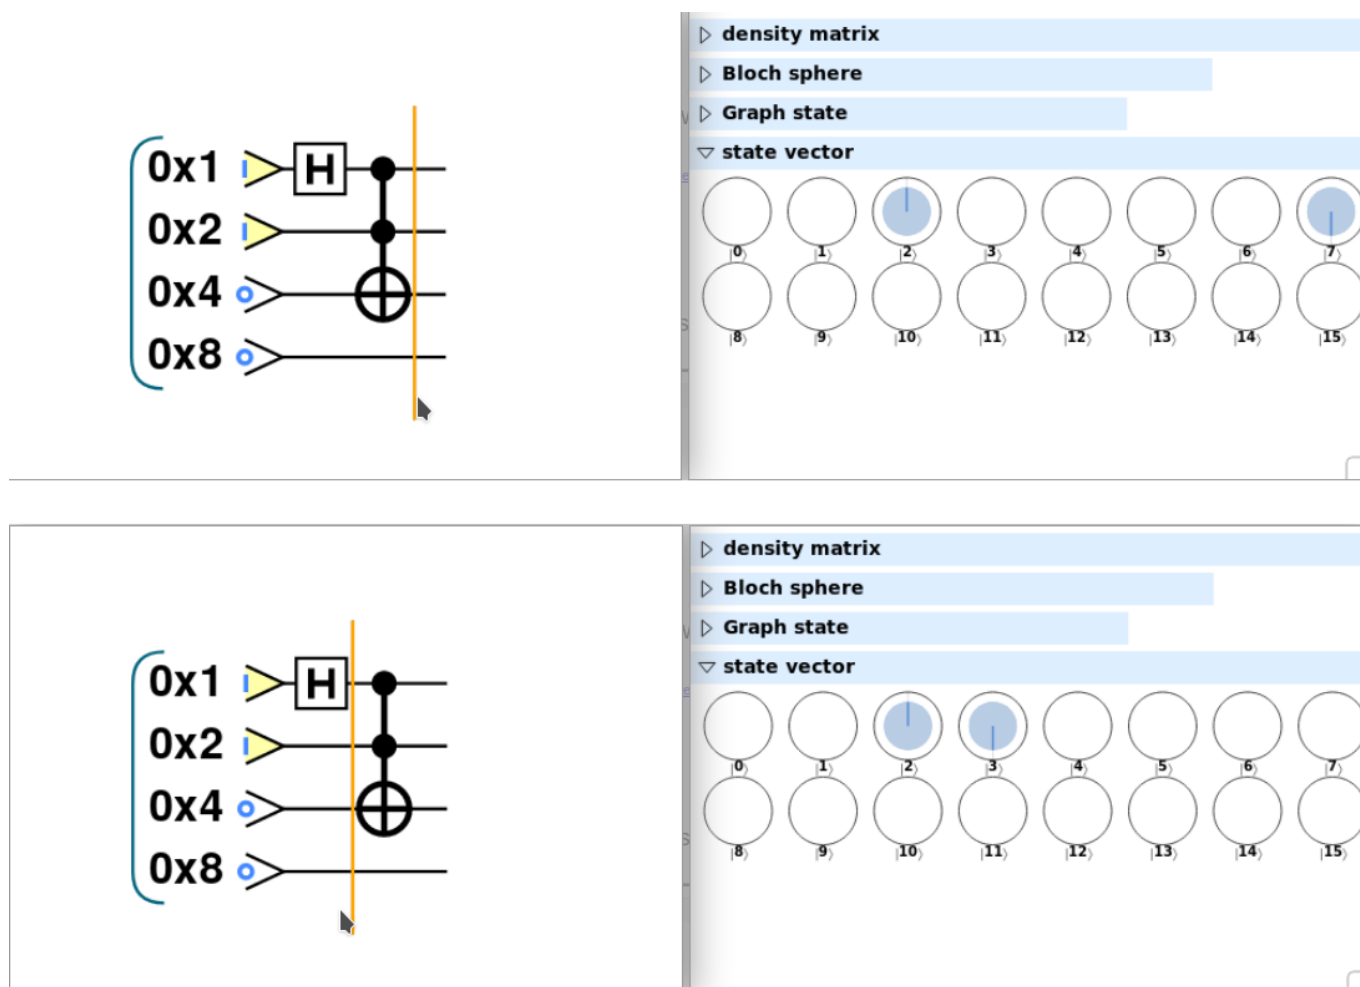 density matrix
Bloch sphere
Graph state
state vector
0x1 H
0x2
0x4
0x8
|0⟩ |1⟩ |2⟩ |3⟩ |4⟩ |5⟩ |6⟩ |7⟩
|8⟩ |9⟩ |10⟩ |11⟩ |12⟩ |13⟩ |14⟩ |15⟩
density matrix
Bloch sphere
Graph state
state vector
0x1 H
0x2
0x4
0x8
|0⟩ |1⟩ |2⟩ |3⟩ |4⟩ |5⟩ |6⟩ |7⟩
|8⟩ |9⟩ |10⟩ |11⟩ |12⟩ |13⟩ |14⟩ |15⟩